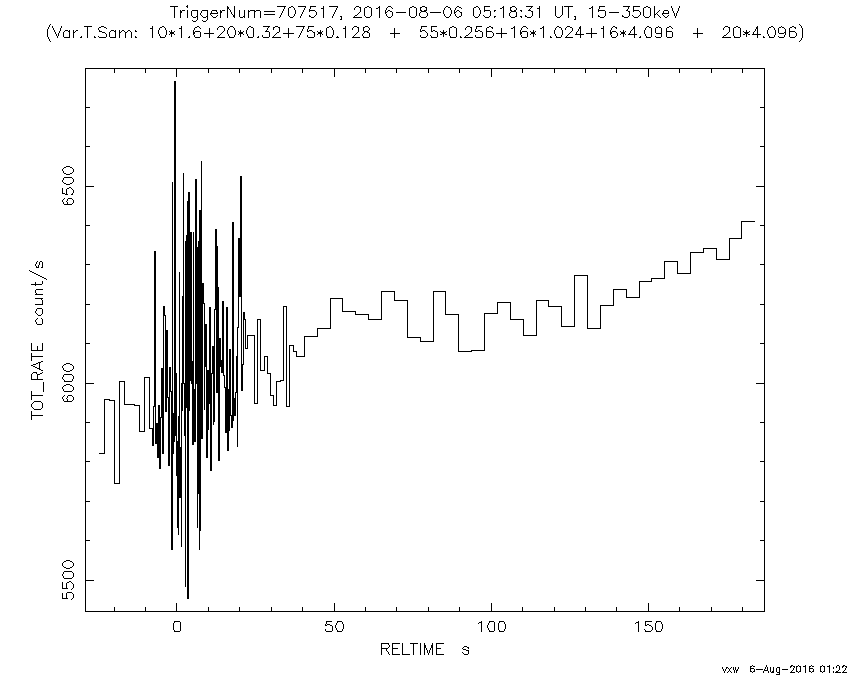 TriggerNum=707517, 2016-08-06 05:18:31 UT, 15-350keV
(Var.T.Sam: 10*1.6+20*0.32+75*0.128 + 55*0.256+16*1.024+16*4.096 + 20*4.096)
6500
6000
5500
TOT_RATE count/s
0 50 100 150
RELTIME s
vxw 6-Aug-2016 01:22